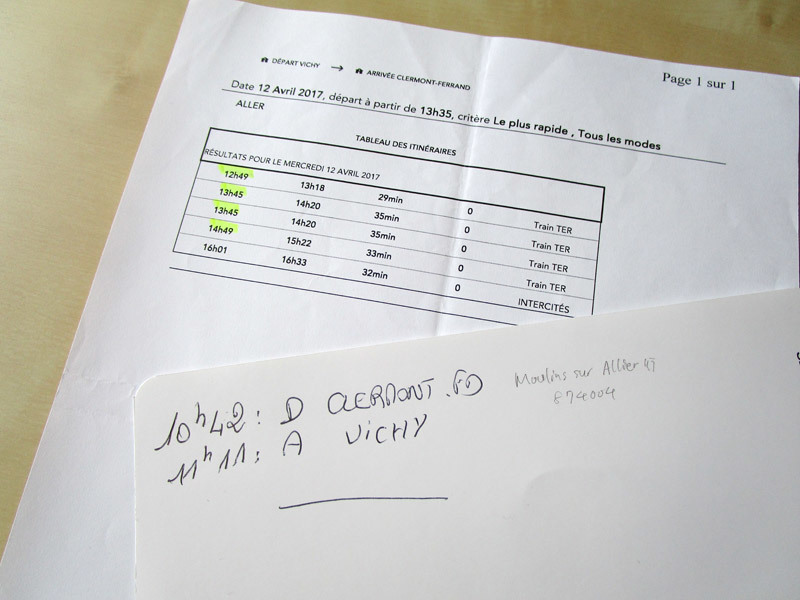 Page 1 sur 1
DÉPART VICHY → ARRIVÉE CLERMONT-FERRAND
Date 12 Avril 2017, départ à partir de 13h35, critère Le plus rapide , Tous les modes
ALLER
TABLEAU DES ITINÉRAIRES
RÉSULTATS POUR LE MERCREDI 12 AVRIL 2017
12h49 13h18 29min 0 Train TER
13h45 14h20 35min 0 Train TER
13h45 14h20 35min 0 Train TER
14h49 15h22 33min 0 Train TER
16h01 16h33 32min 0 INTERCITÉS
10h42 : D CLERMONT.FD
11h11 : A VICHY
Moulins sur Allier
874004